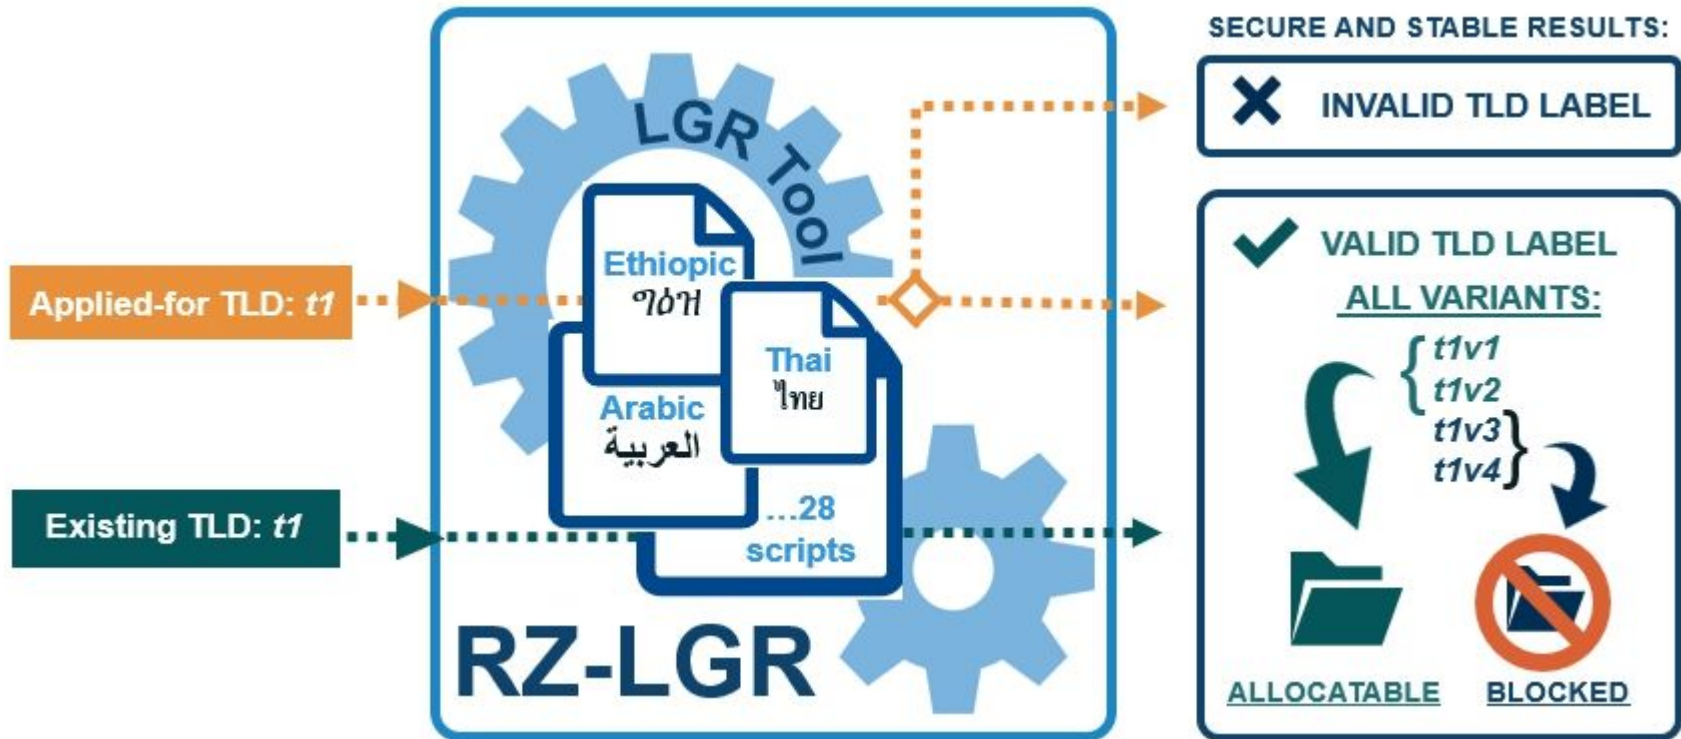 SECURE AND STABLE RESULTS:
INVALID TLD LABEL
LGR Tool
Ethiopic
ግዕዝ
Thai
ไทย
Arabic
العربية
...28
scripts
RZ-LGR
Applied-for TLD: t1
Existing TLD: t1
VALID TLD LABEL
ALL VARIANTS:
t1v1
t1v2
t1v3
t1v4
ALLOCATABLE
BLOCKED